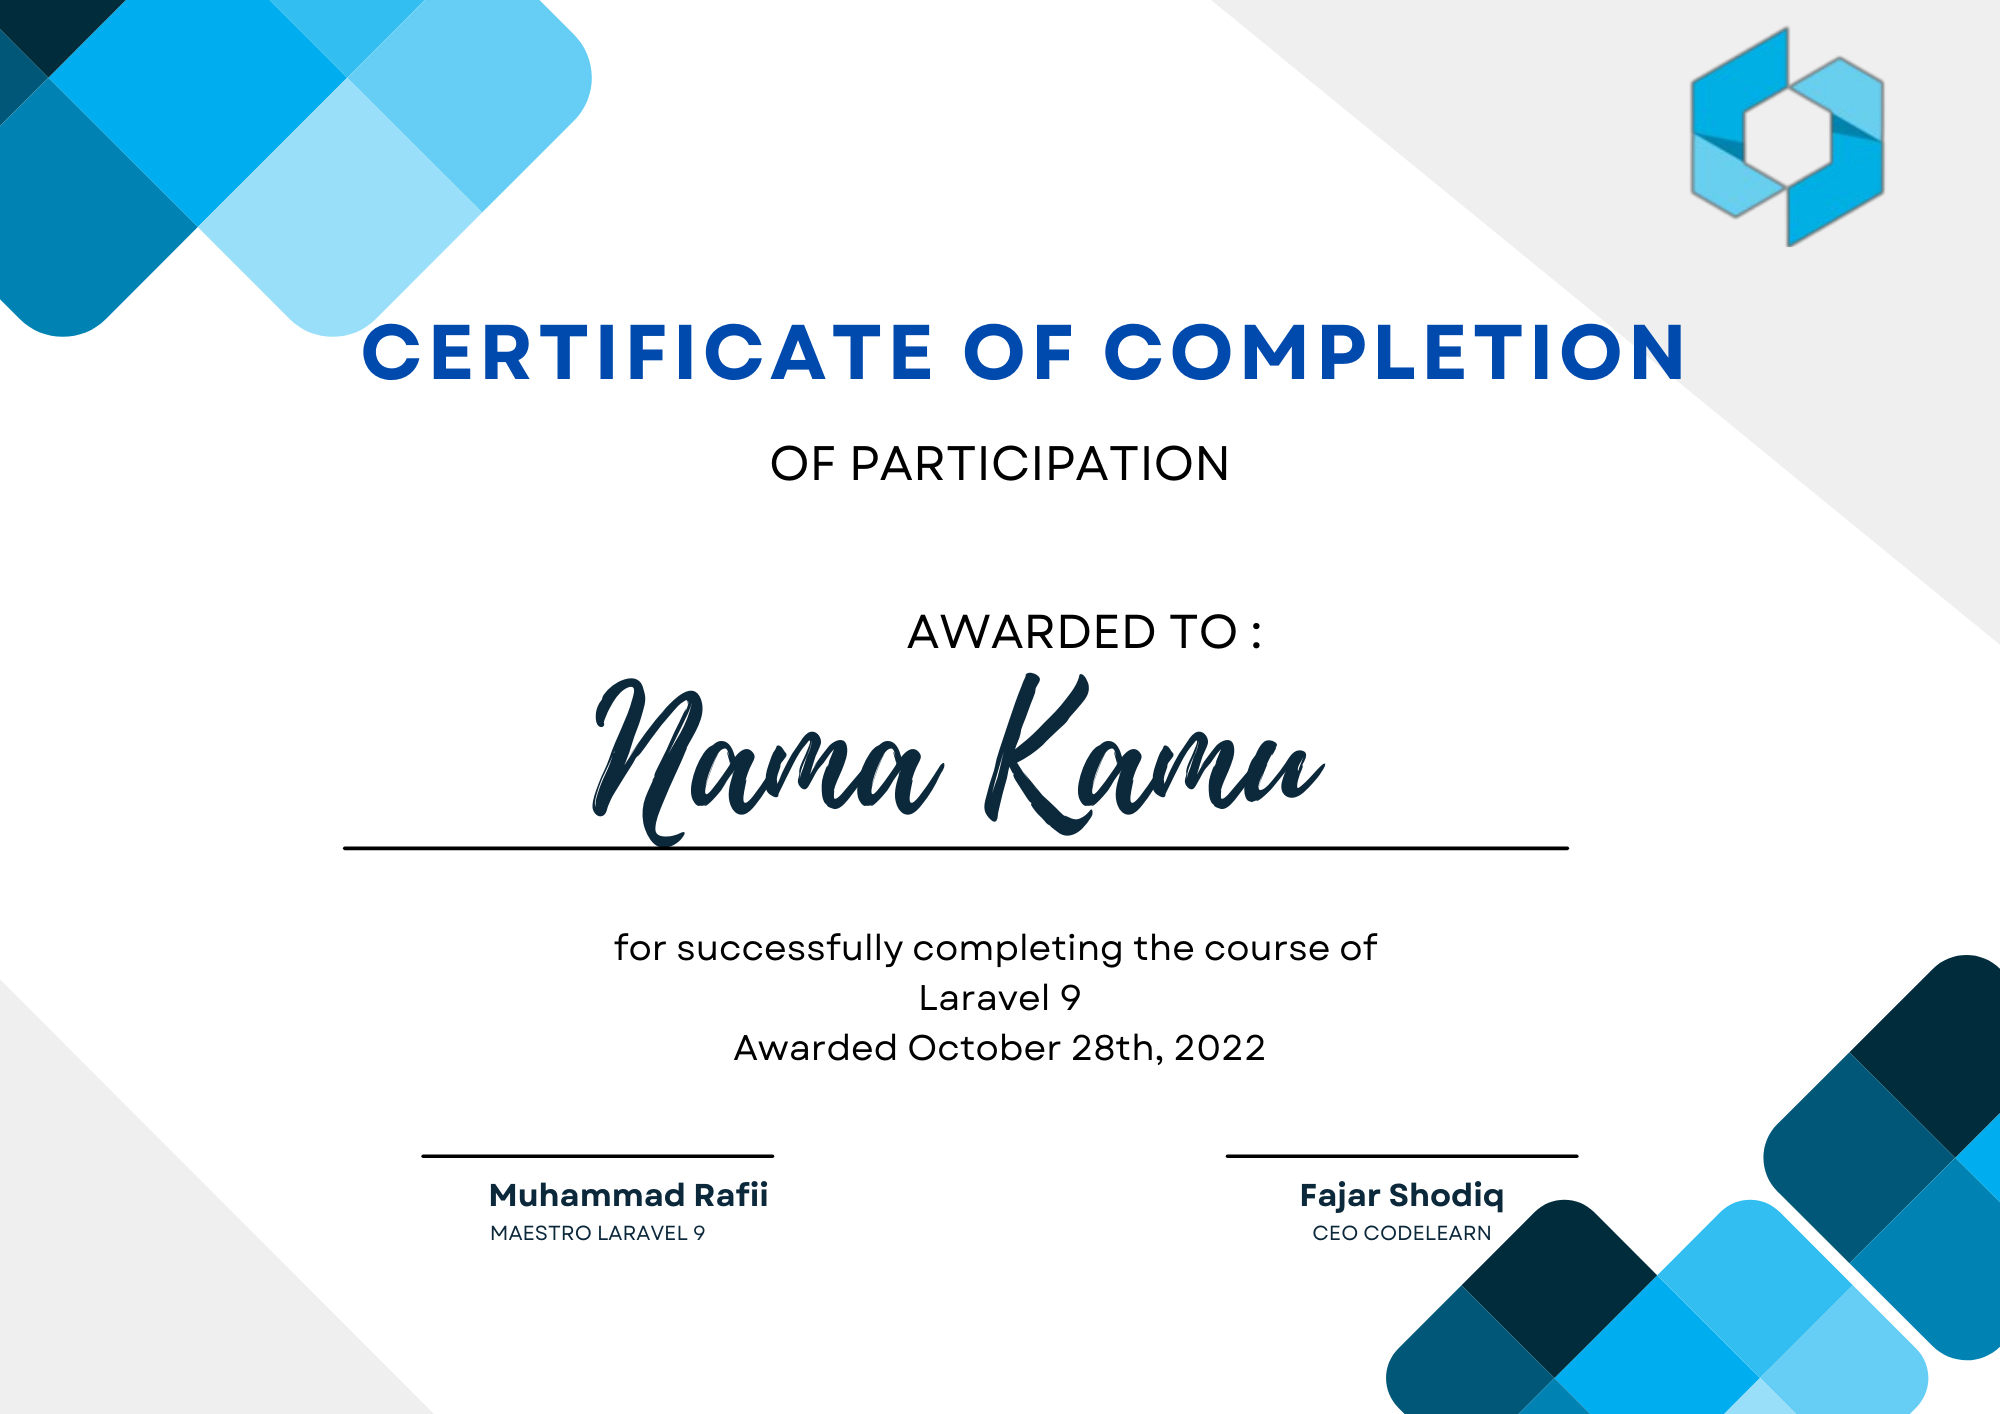 CERTIFICATE OF COMPLETION
OF PARTICIPATION
AWARDED TO :
Nama Kamu
for successfully completing the course of
Laravel 9
Awarded October 28th, 2022
Muhammad Rafii
MAESTRO LARAVEL 9
Fajar Shodiq
CEO CODELEARN